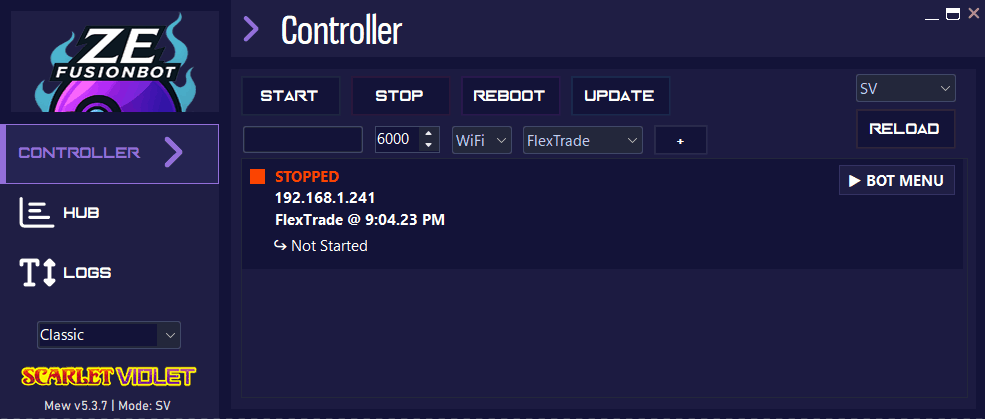 ZE
FUSIONBOT
Controller
START
STOP
REBOOT
UPDATE
SV
RELOAD
6000
WiFi
FlexTrade
+
CONTROLLER
HUB
LOGS
STOPPED
192.168.1.241
FlexTrade @ 9:04.23 PM
↪ Not Started
▶ BOT MENU
Classic
SCARLET VIOLET
Mew v5.3.7 | Mode: SV